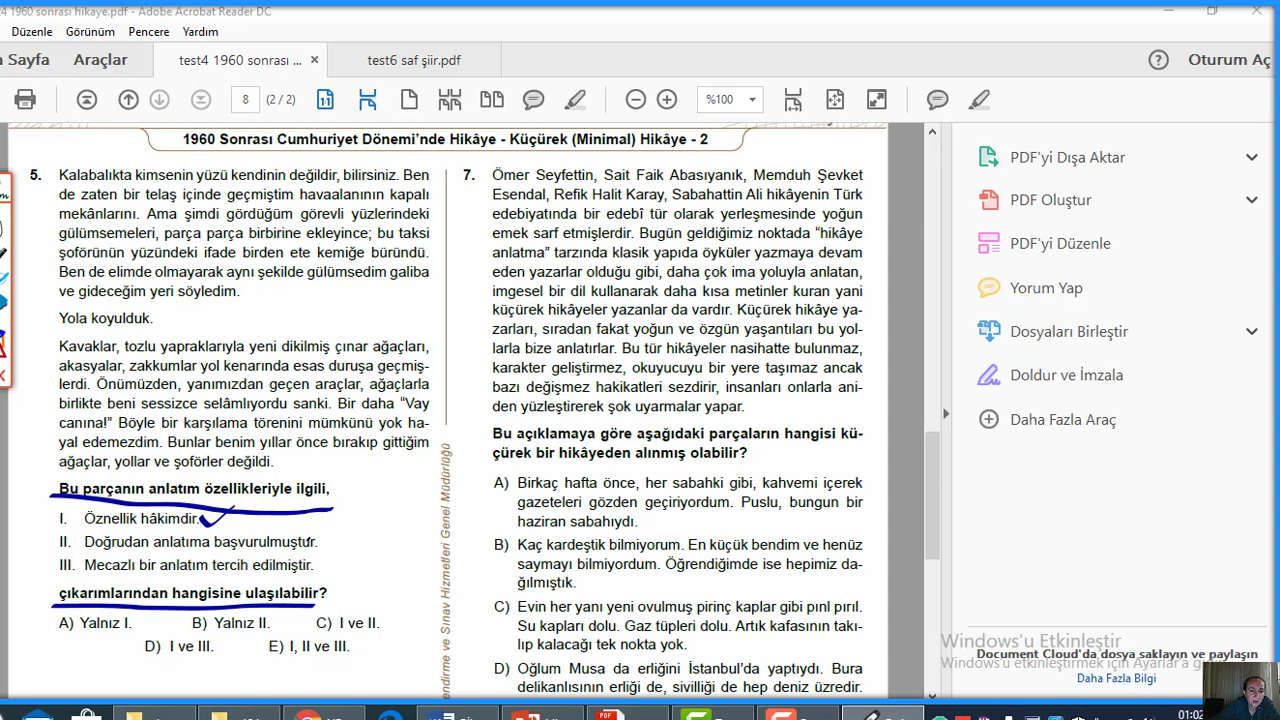 24 1960 sonrası hikaye.pdf - Adobe Acrobat Reader DC
Düzenle Görünüm Pencere Yardım
Sayfa Araçlar test4 1960 sonrası ... × test6 saf şiir.pdf Oturum Aç
8 (2 / 2) %100
1960 Sonrası Cumhuriyet Dönemi’nde Hikâye - Küçürek (Minimal) Hikâye - 2
5. Kalabalıkta kimsenin yüzü kendinin değildir, bilirsiniz. Ben
de zaten bir telaş içinde geçmiştim havaalanının kapalı
mekânlarını. Ama şimdi gördüğüm görevli yüzlerindeki
gülümsemeleri, parça parça birbirine ekleyince; bu taksi
şoförünün yüzündeki ifade birden ete kemiğe büründü.
Ben de elimde olmayarak aynı şekilde gülümsedim galiba
ve gideceğim yeri söyledim.
Yola koyulduk.
Kavaklar, tozlu yapraklarıyla yeni dikilmiş çınar ağaçları,
akasyalar, zakkumlar yol kenarında esas duruşa geçmiş-
lerdi. Önümüzden, yanımızdan geçen araçlar, ağaçlarla
birlikte beni sessizce selâmlıyordu sanki. Bir daha “Vay
canına!” Böyle bir karşılama törenini mümkünü yok ha-
yal edemezdim. Bunlar benim yıllar önce bırakıp gittiğim
ağaçlar, yollar ve şoförler değildi.
Bu parçanın anlatım özellikleriyle ilgili,
I. Öznellik hâkimdir.
II. Doğrudan anlatıma başvurulmuştur.
III. Mecazlı bir anlatım tercih edilmiştir.
çıkarımlarından hangisine ulaşılabilir?
A) Yalnız I. B) Yalnız II. C) I ve II.
D) I ve III. E) I, II ve III.
endirme ve Sınav Hizmetleri Genel Müdürlüğü
7. Ömer Seyfettin, Sait Faik Abasıyanık, Memduh Şevket
Esendal, Refik Halit Karay, Sabahattin Ali hikâyenin Türk
edebiyatında bir edebî tür olarak yerleşmesinde yoğun
emek sarf etmişlerdir. Bugün geldiğimiz noktada “hikâye
anlatma” tarzında klasik yapıda öyküler yazmaya devam
eden yazarlar olduğu gibi, daha çok ima yoluyla anlatan,
imgesel bir dil kullanarak daha kısa metinler kuran yani
küçürek hikâyeler yazanlar da vardır. Küçürek hikâye ya-
zarları, sıradan fakat yoğun ve özgün yaşantıları bu yol-
larla bize anlatırlar. Bu tür hikâyeler nasihatte bulunmaz,
karakter geliştirmez, okuyucuyu bir yere taşımaz ancak
bazı değişmez hakikatleri sezdirir, insanları onlarla ani-
den yüzleştirerek şok uyarmalar yapar.
Bu açıklamaya göre aşağıdaki parçaların hangisi kü-
çürek bir hikâyeden alınmış olabilir?
A) Birkaç hafta önce, her sabahki gibi, kahvemi içerek
gazeteleri gözden geçiriyordum. Puslu, bungun bir
haziran sabahıydı.
B) Kaç kardeştik bilmiyorum. En küçük bendim ve henüz
saymayı bilmiyordum. Öğrendiğimde ise hepimiz da-
ğılmıştık.
C) Evin her yanı yeni ovulmuş pirinç kaplar gibi pırıl pırıl.
Su kapları dolu. Gaz tüpleri dolu. Artık kafasının takı-
lıp kalacağı tek nokta yok.
D) Oğlum Musa da erliğini İstanbul’da yaptıydı. Bura
delikanlısının erliği de, sivilliği de hep deniz üzredir.
PDF'yi Dışa Aktar
PDF Oluştur
PDF'yi Düzenle
Yorum Yap
Dosyaları Birleştir
Doldur ve İmzala
Daha Fazla Araç
Windows'u Etkinleştir
Document Cloud'da dosya saklayın ve paylaşın
Windows'u etkinleştirmek için Ayarlar'a
Daha Fazla Bilgi
01:02